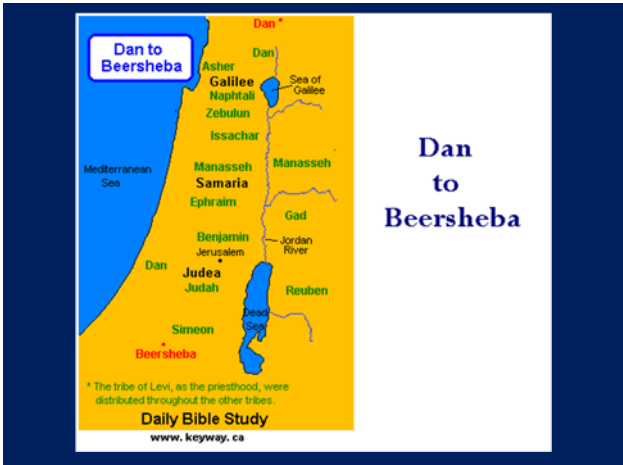 Dan *
Dan to
Beersheba
Dan
Asher
Galilee
Sea of
Galilee
Naphtali
Zebulun
Issachar
Mediterranean
Sea
Manasseh
Manasseh
Samaria
Ephraim
Gad
Benjamin
Jordan
River
Jerusalem
Dan
Judea
Judah
Reuben
Dead
Sea
Simeon
Beersheba
* The tribe of Levi, as the priesthood, were
distributed throughout the other tribes.
Daily Bible Study
www. keyway. ca
Dan
to
Beersheba